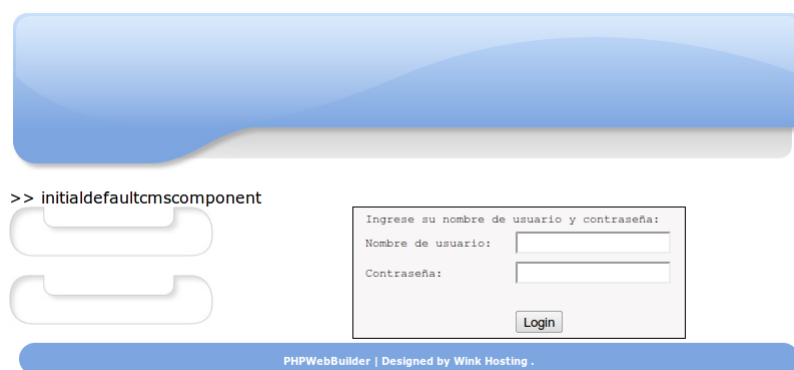 >> initialdefaultcmscomponent
Ingrese su nombre de usuario y contraseña:
Nombre de usuario:
Contraseña:
Login
PHPWebBuilder | Designed by Wink Hosting .